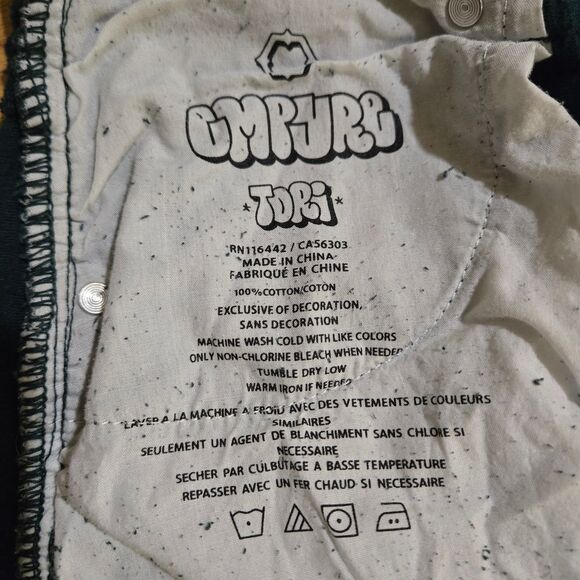 EMPYRE
*TORI*
RN116442 / CA56303
MADE IN CHINA
FABRIQUÉ EN CHINE
100%COTTON/COTON
EXCLUSIVE OF DECORATION,
SANS DECORATION
MACHINE WASH COLD WITH LIKE COLORS
ONLY NON-CHLORINE BLEACH WHEN NEEDED
TUMBLE DRY LOW
WARM IRON IF NEEDED
LAVER A LA MACHINE A FROID AVEC DES VETEMENTS DE COULEURS
SIMILAIRES
SEULEMENT UN AGENT DE BLANCHIMENT SANS CHLORE SI
NECESSAIRE
SECHER PAR CULBUTAGE A BASSE TEMPERATURE
REPASSER AVEC UN FER CHAUD SI NECESSAIRE